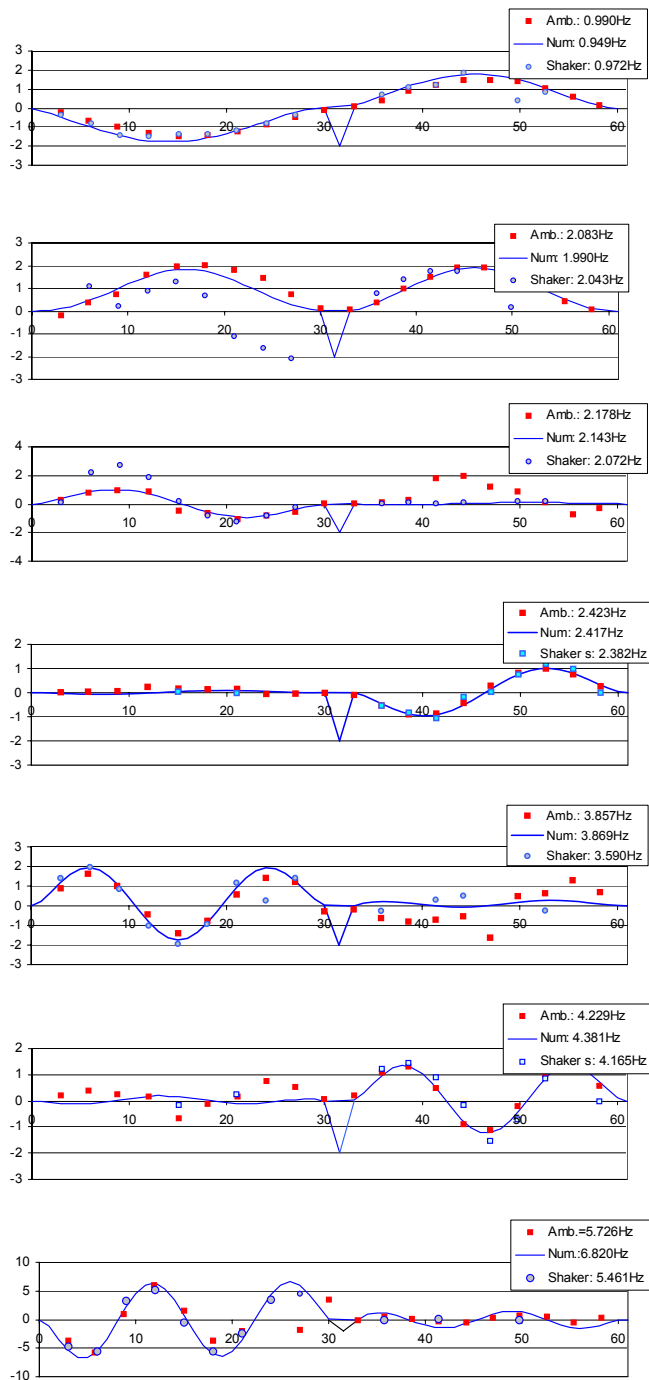 Amb.: 0.990Hz
Num: 0.949Hz
Shaker: 0.972Hz
3
2
1
0
-1
-2
-3
0 10 20 30 40 50 60
Amb.: 2.083Hz
Num: 1.990Hz
Shaker: 2.043Hz
3
2
1
0
-1
-2
-3
0 10 20 30 40 50 60
Amb.: 2.178Hz
Num: 2.143Hz
Shaker: 2.072Hz
4
2
0
-2
-4
0 10 20 30 40 50 60
Amb.: 2.423Hz
Num: 2.417Hz
Shaker s: 2.382Hz
2
1
0
-1
-2
-3
0 10 20 30 40 50 60
Amb.: 3.857Hz
Num: 3.869Hz
Shaker: 3.590Hz
3
2
1
0
-1
-2
-3
0 10 20 30 40 50 60
Amb.: 4.229Hz
Num: 4.381Hz
Shaker s: 4.165Hz
2
1
0
-1
-2
-3
0 10 20 30 40 50 60
Amb.=5.726Hz
Num.:6.820Hz
Shaker: 5.461Hz
10
5
0
-5
-10
0 10 20 30 40 50 60